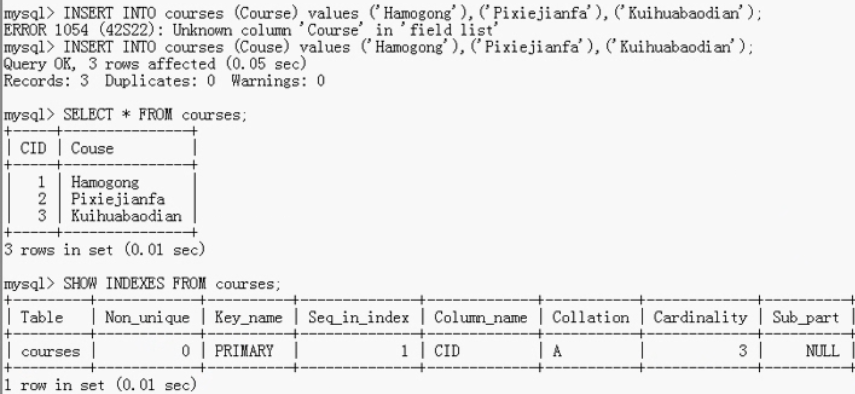 mysql> INSERT INTO courses (Course) values ('Hamogong'),('Pixiejianfa'),('Kuihuabaodian');
ERROR 1054 (42S22): Unknown column 'Course' in 'field list'
mysql> INSERT INTO courses (Couse) values ('Hamogong'),('Pixiejianfa'),('Kuihuabaodian');
Query OK, 3 rows affected (0.05 sec)
Records: 3  Duplicates: 0  Warnings: 0
mysql> SELECT * FROM courses;
+-----+---------------+
| CID | Couse         |
+-----+---------------+
|   1 | Hamogong      |
|   2 | Pixiejianfa   |
|   3 | Kuihuabaodian |
+-----+---------------+
3 rows in set (0.01 sec)
mysql> SHOW INDEXES FROM courses;
+---------+------------+----------+--------------+-------------+-----------+-------------+----------+
| Table   | Non_unique | Key_name | Seq_in_index | Column_name | Collation | Cardinality | Sub_part |
+---------+------------+----------+--------------+-------------+-----------+-------------+----------+
| courses |          0 | PRIMARY  |            1 | CID         | A         |           3 |     NULL |
+---------+------------+----------+--------------+-------------+-----------+-------------+----------+
1 row in set (0.01 sec)